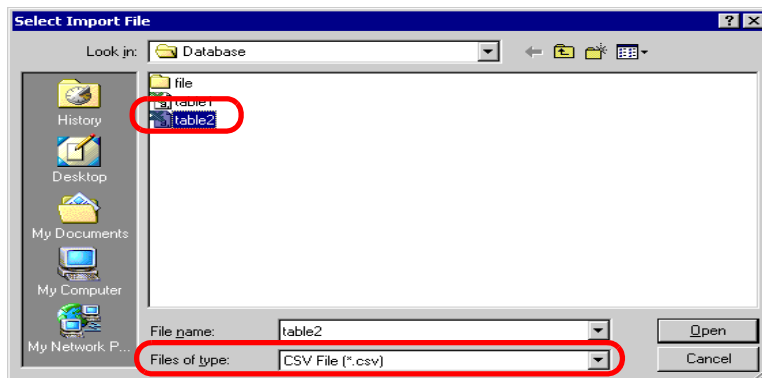 Select Import File
Look in: Database
file
table1
table2
History
Desktop
My Documents
My Computer
My Network P...
File name: table2 Open
Files of type: CSV File (*.csv) Cancel